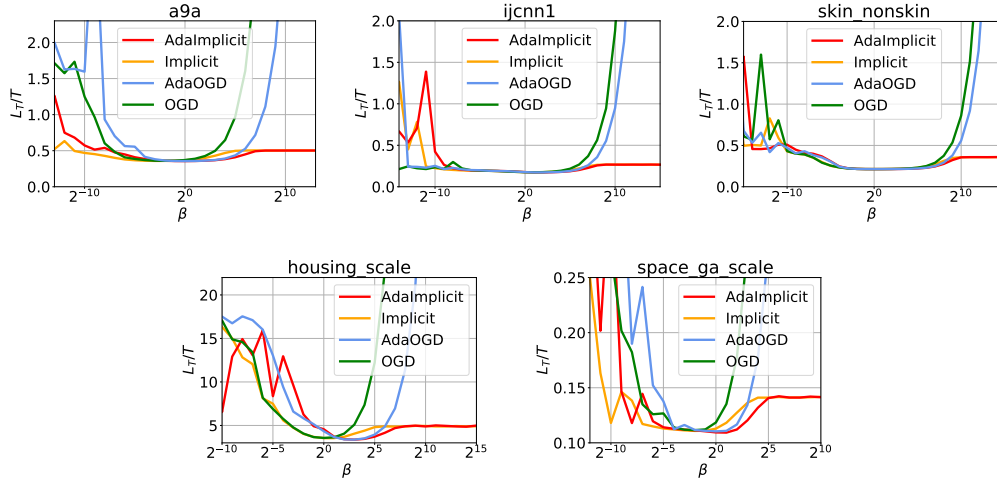 a9a
2.0
1.5
1.0
0.5
0.0
L_T/T
AdaImplicit
Implicit
AdaOGD
OGD
2^−10
2^0
2^10
β
ijcnn1
2.0
1.5
1.0
0.5
0.0
L_T/T
AdaImplicit
Implicit
AdaOGD
OGD
2^−10
2^0
2^10
β
skin_nonskin
2.0
1.5
1.0
0.5
0.0
L_T/T
AdaImplicit
Implicit
AdaOGD
OGD
2^−10
2^0
2^10
β
housing_scale
20
15
10
5
L_T/T
AdaImplicit
Implicit
AdaOGD
OGD
2^−10
2^−5
2^0
2^5
2^10
2^15
β
space_ga_scale
0.25
0.20
0.15
0.10
L_T/T
AdaImplicit
Implicit
AdaOGD
OGD
2^−10
2^−5
2^0
2^5
2^10
β